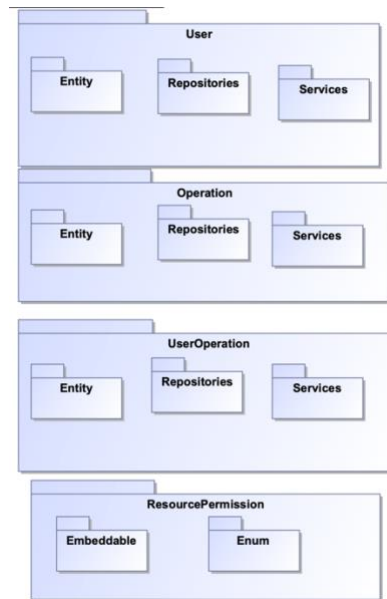 User
Entity
Repositories
Services
Operation
Entity
Repositories
Services
UserOperation
Entity
Repositories
Services
ResourcePermission
Embeddable
Enum